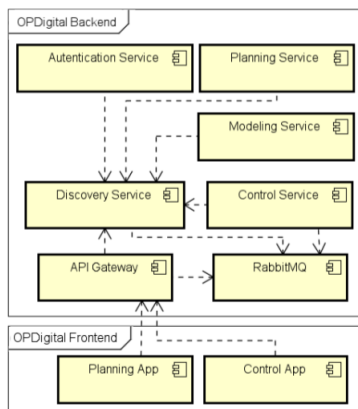 OPDigital Backend
Autentication Service
Planning Service
Modeling Service
Discovery Service
Control Service
API Gateway
RabbitMQ
OPDigital Frontend
Planning App
Control App